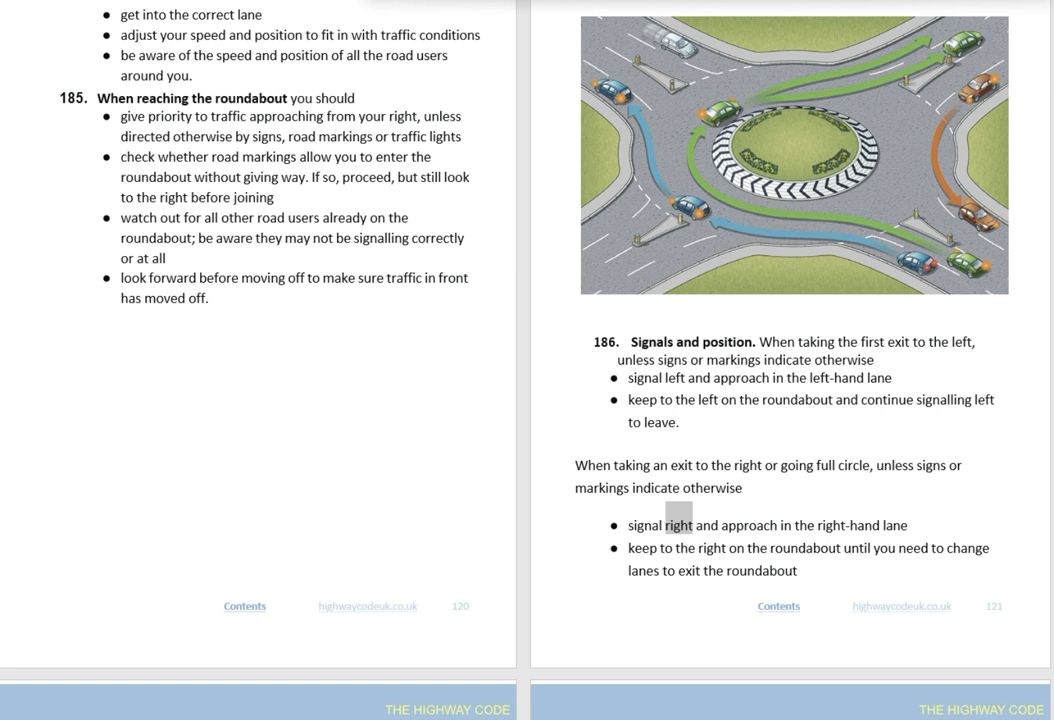 ● get into the correct lane
● adjust your speed and position to fit in with traffic conditions
● be aware of the speed and position of all the road users
around you.
185. When reaching the roundabout you should
● give priority to traffic approaching from your right, unless
directed otherwise by signs, road markings or traffic lights
● check whether road markings allow you to enter the
roundabout without giving way. If so, proceed, but still look
to the right before joining
● watch out for all other road users already on the
roundabout; be aware they may not be signalling correctly
or at all
● look forward before moving off to make sure traffic in front
has moved off.
Contents highwaycodeuk.co.uk 120
THE HIGHWAY CODE
186. Signals and position. When taking the first exit to the left,
unless signs or markings indicate otherwise
● signal left and approach in the left-hand lane
● keep to the left on the roundabout and continue signalling left
to leave.
When taking an exit to the right or going full circle, unless signs or
markings indicate otherwise
● signal right and approach in the right-hand lane
● keep to the right on the roundabout until you need to change
lanes to exit the roundabout
Contents highwaycodeuk.co.uk 121
THE HIGHWAY CODE